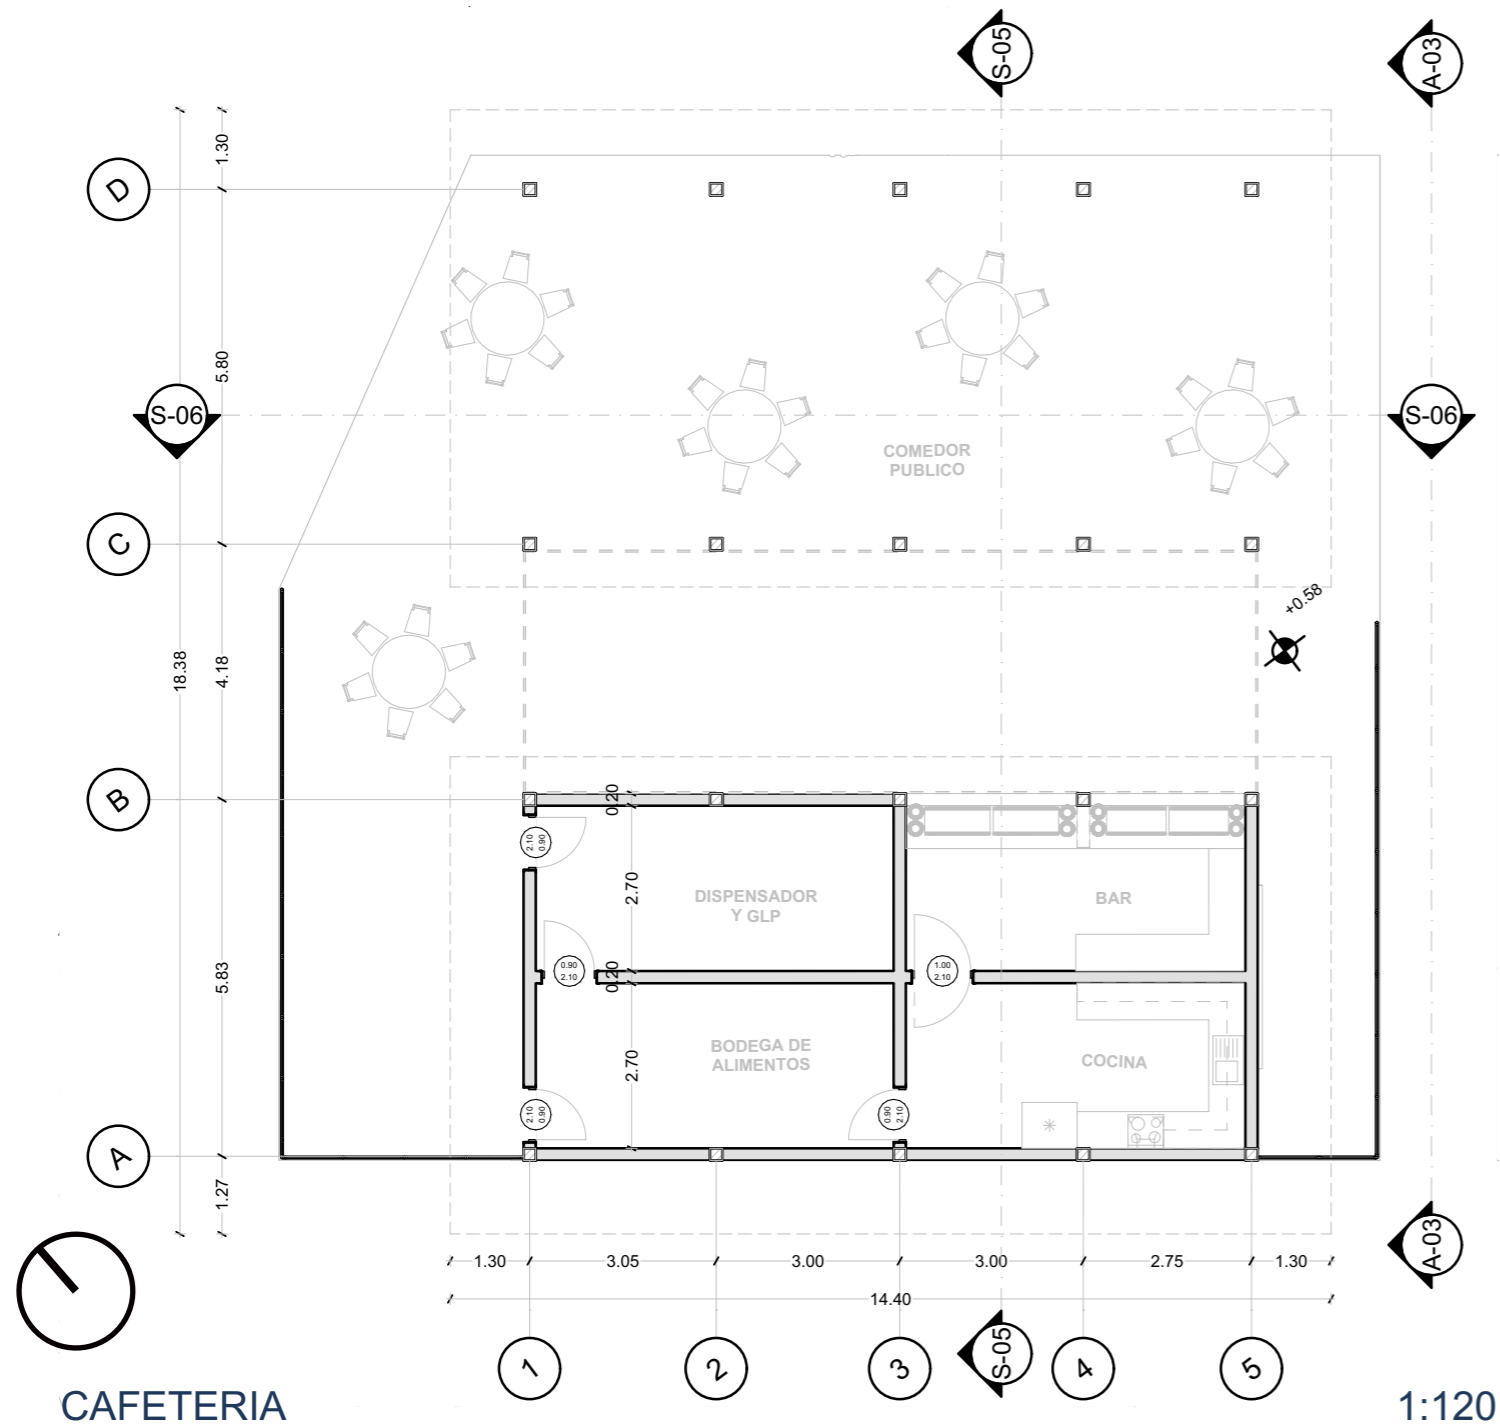 S-05
A-03
1.30
D
5.80
S-06
S-06
COMEDOR
PUBLICO
C
+0.58
18.38
4.18
B
0.20
2.10
0.90
2.70
DISPENSADOR
Y GLP
BAR
5.83
0.90
2.10
0.20
1.00
2.10
2.70
BODEGA DE
ALIMENTOS
COCINA
2.10
0.90
0.90
2.10
A
1.27
A-03
1.30
3.05
3.00
3.00
2.75
1.30
14.40
1
2
3
S-05
4
5
CAFETERIA
1:120